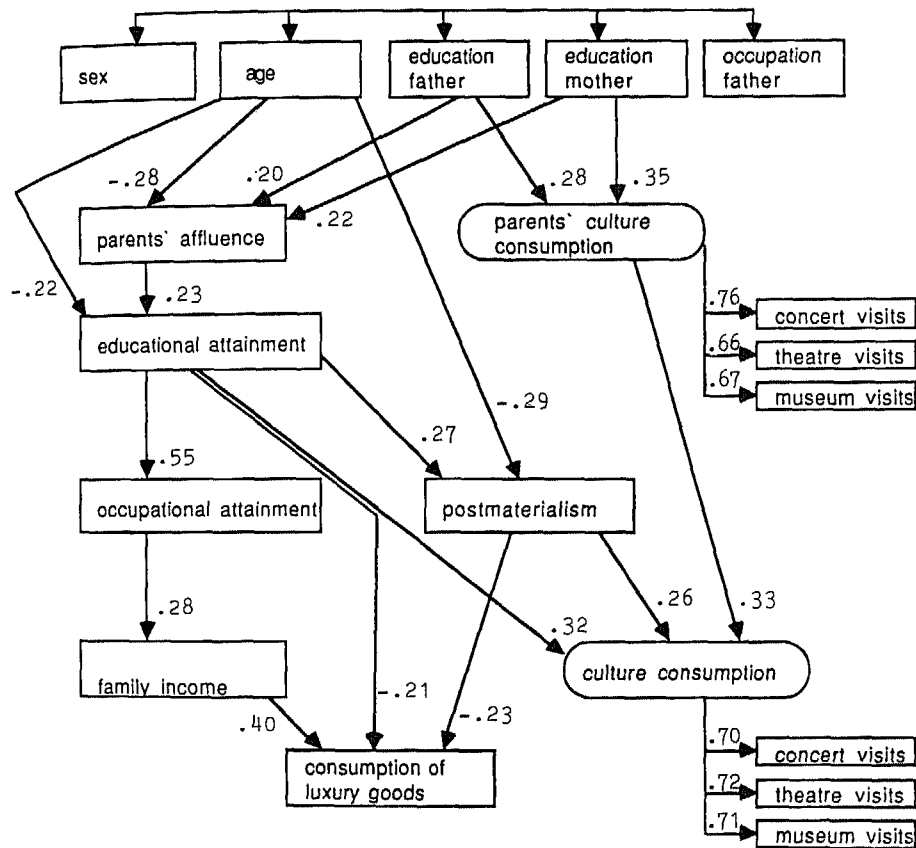 sex
age
education
father
education
mother
occupation
father
-.28
.20
.22
.28
.35
parents' affluence
parents' culture
consumption
-.22
.23
.76
concert visits
.66
theatre visits
.67
museum visits
educational attainment
-.29
.27
.55
occupational attainment
postmaterialism
.28
.32
.26
.33
family income
culture consumption
.40
-.21
-.23
consumption of
luxury goods
.70
concert visits
.72
theatre visits
.71
museum visits